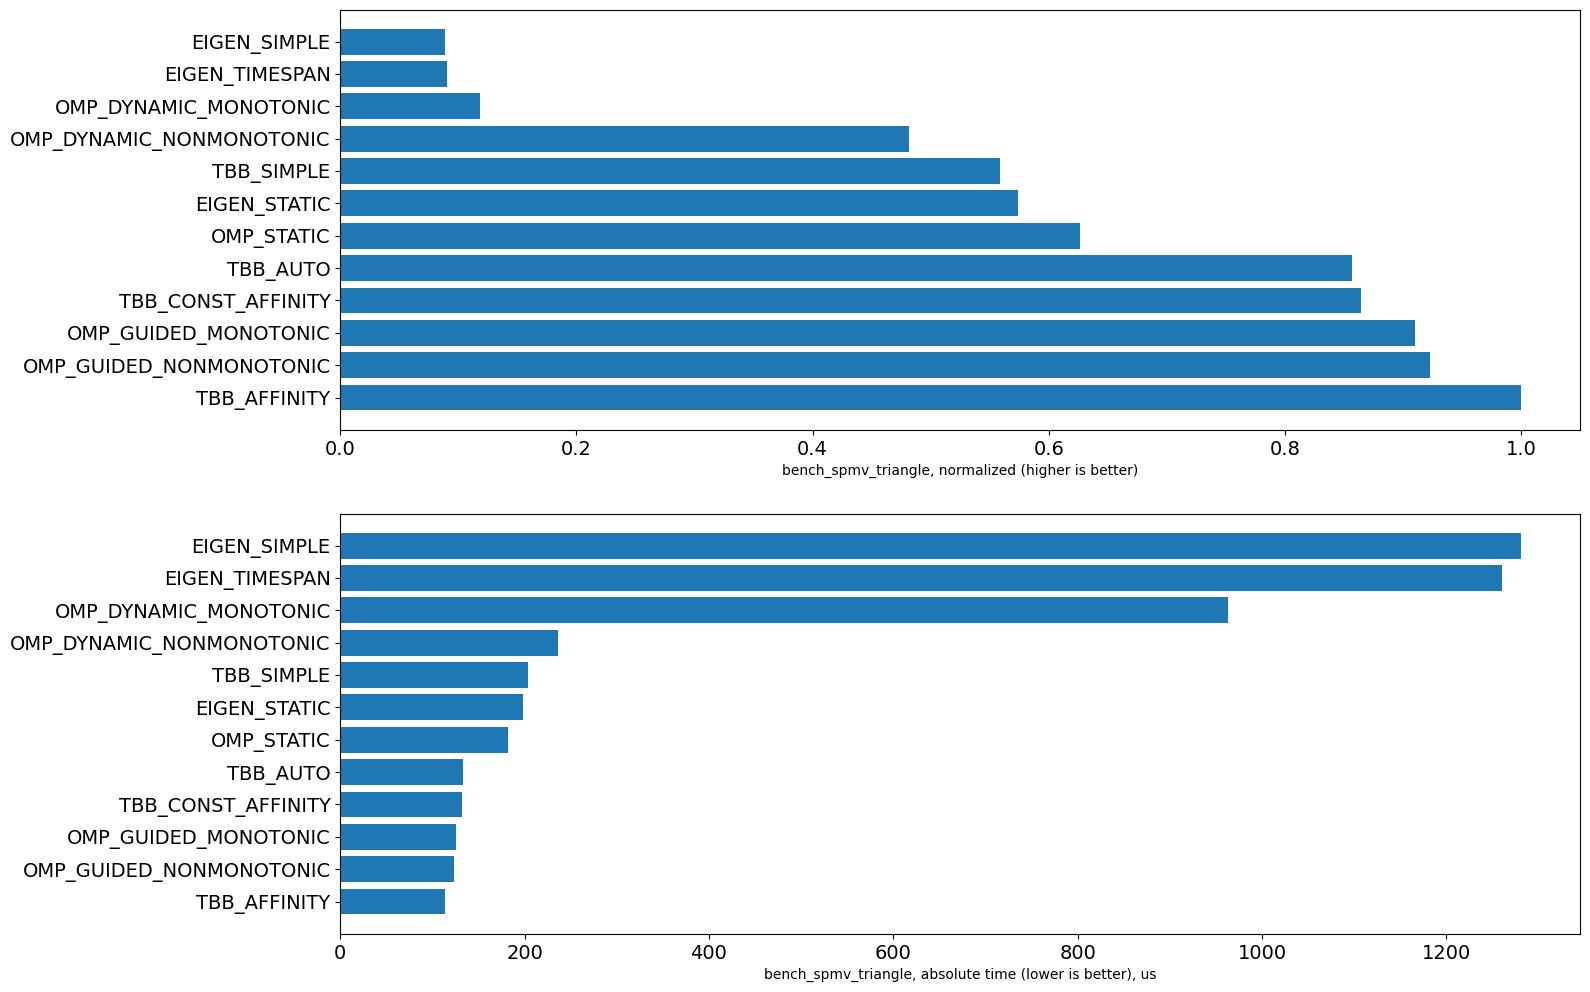 EIGEN_SIMPLE
EIGEN_TIMESPAN
OMP_DYNAMIC_MONOTONIC
OMP_DYNAMIC_NONMONOTONIC
TBB_SIMPLE
EIGEN_STATIC
OMP_STATIC
TBB_AUTO
TBB_CONST_AFFINITY
OMP_GUIDED_MONOTONIC
OMP_GUIDED_NONMONOTONIC
TBB_AFFINITY
0.0 0.2 0.4 0.6 0.8 1.0
bench_spmv_triangle, normalized (higher is better)
EIGEN_SIMPLE
EIGEN_TIMESPAN
OMP_DYNAMIC_MONOTONIC
OMP_DYNAMIC_NONMONOTONIC
TBB_SIMPLE
EIGEN_STATIC
OMP_STATIC
TBB_AUTO
TBB_CONST_AFFINITY
OMP_GUIDED_MONOTONIC
OMP_GUIDED_NONMONOTONIC
TBB_AFFINITY
0 200 400 600 800 1000 1200
bench_spmv_triangle, absolute time (lower is better), us